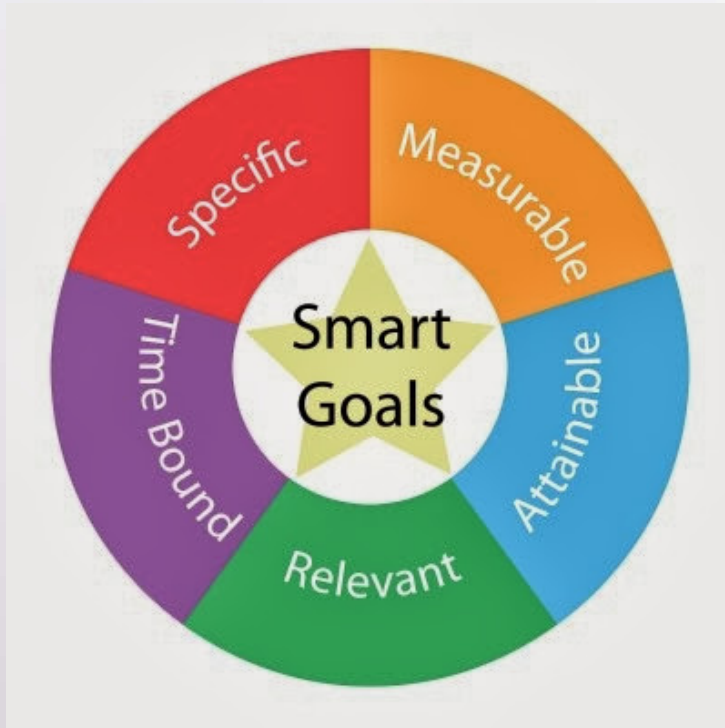 Specific
Measurable
Attainable
Relevant
Time Bound
Smart
Goals